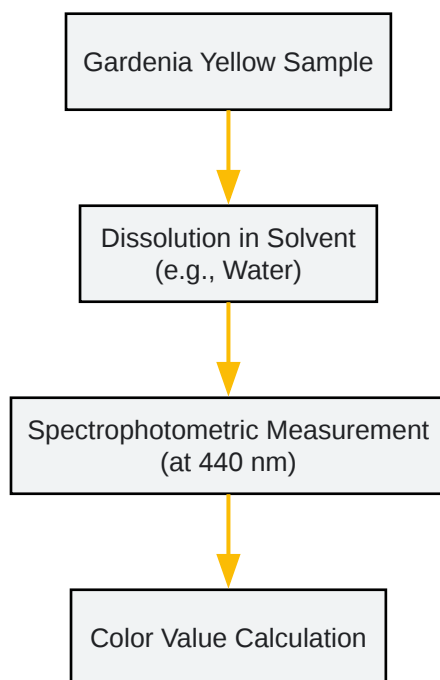 Gardenia Yellow Sample
Dissolution in Solvent
(e.g., Water)
Spectrophotometric Measurement
(at 440 nm)
Color Value Calculation